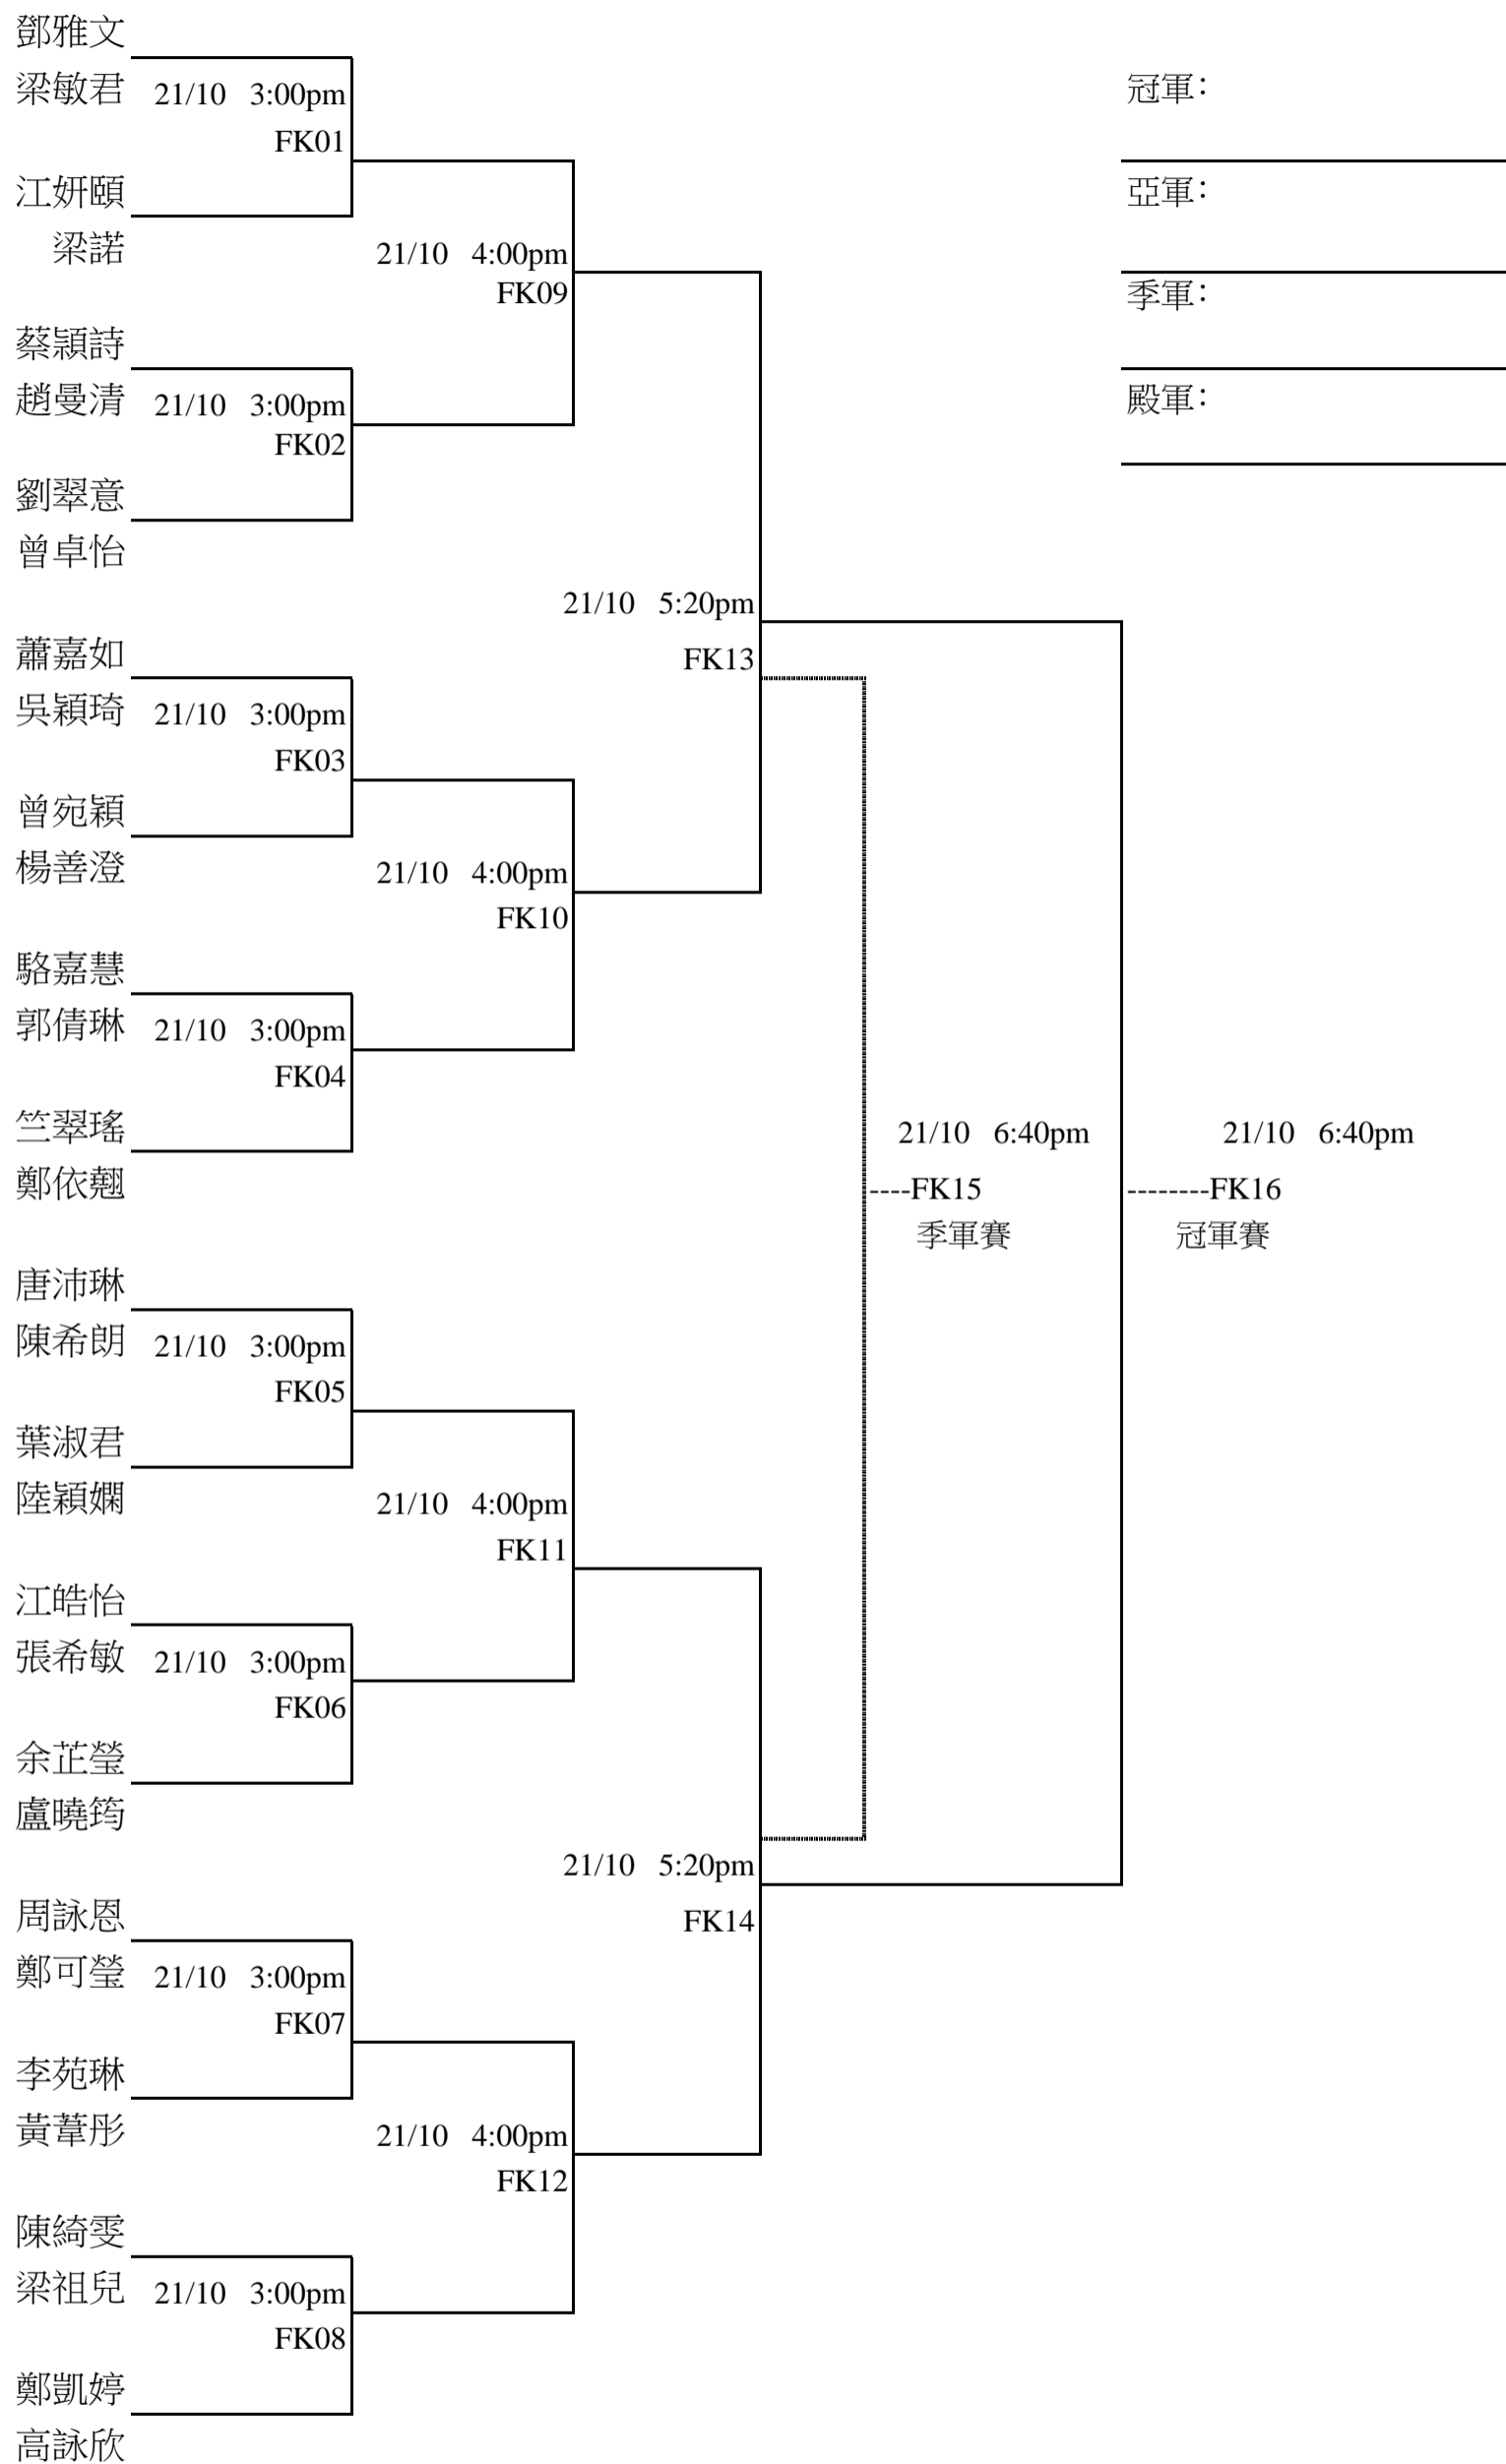 鄧雅文
梁敏君 21/10 3:00pm
冠軍：
FK01
江妍頤
亞軍：
梁諾
21/10 4:00pm
FK09
季軍：
蔡潁詩
趙曼清 21/10 3:00pm
殿軍：
FK02
劉翠意
曾卓怡
21/10 5:20pm
蕭嘉如
FK13
吳穎琦 21/10 3:00pm
FK03
曾宛穎
楊善澄
21/10 4:00pm
FK10
駱嘉慧
郭倩琳 21/10 3:00pm
FK04
竺翠瑤
21/10 6:40pm
21/10 6:40pm
鄭依翹
----FK15
--------FK16
季軍賽
冠軍賽
唐沛琳
陳希朗 21/10 3:00pm
FK05
葉淑君
陸穎嫻
21/10 4:00pm
FK11
江皓怡
張希敏 21/10 3:00pm
FK06
余芷瑩
盧曉筠
21/10 5:20pm
周詠恩
FK14
鄭可瑩 21/10 3:00pm
FK07
李苑琳
黃葦彤
21/10 4:00pm
FK12
陳綺雯
梁祖兒 21/10 3:00pm
FK08
鄭凱婷
高詠欣